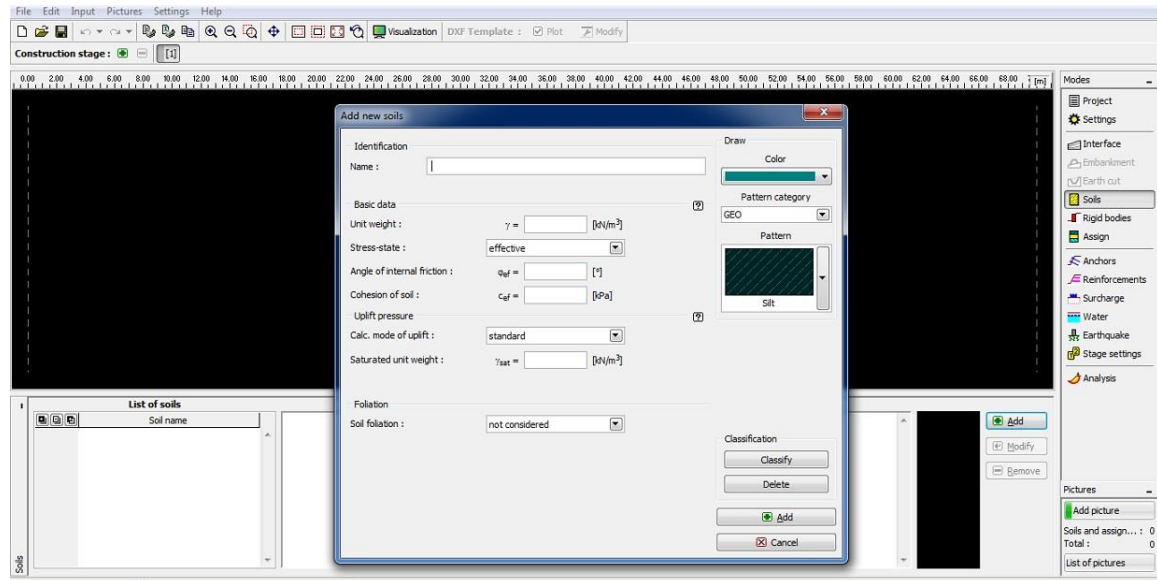 File Edit Input Pictures Settings Help
Visualization DXF Template : Plot Modify
Construction stage : [1]
0.00 2.00 4.00 6.00 8.00 10.00 12.00 14.00 16.00 18.00 20.00 22.00 24.00 26.00 28.00 30.00 32.00 34.00 36.00 38.00 40.00 42.00 44.00 46.00 48.00 50.00 52.00 54.00 56.00 58.00 60.00 62.00 64.00 66.00 68.00 [m]
Add new soils
Identification
Name :
Basic data
Unit weight : γ = [kN/m³]
Stress-state : effective
Angle of internal friction : φef = [°]
Cohesion of soil : cef = [kPa]
Uplift pressure
Calc. mode of uplift : standard
Saturated unit weight : γsat = [kN/m³]
Foliation
Soil foliation : not considered
Draw
Color
Pattern category
GEO
Pattern
Silt
Classification
Classify
Delete
Add
Cancel
Modes
Project
Settings
Interface
Embankment
Earth cut
Soils
Rigid bodies
Assign
Anchors
Reinforcements
Surcharge
Water
Earthquake
Stage settings
Analysis
List of soils
Soil name
Add
Modify
Remove
Soils
Pictures
Add picture
Soils and assign... : 0
Total : 0
List of pictures